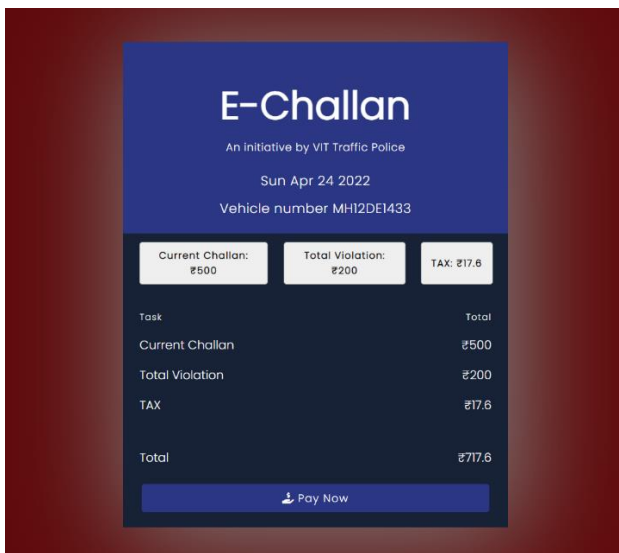 E-Challan
An initiative by VIT Traffic Police
Sun Apr 24 2022
Vehicle number MH12DE1433
Current Challan:
₹500
Total Violation:
₹200
TAX: ₹17.6
Task Total
Current Challan ₹500
Total Violation ₹200
TAX ₹17.6
Total ₹717.6
Pay Now